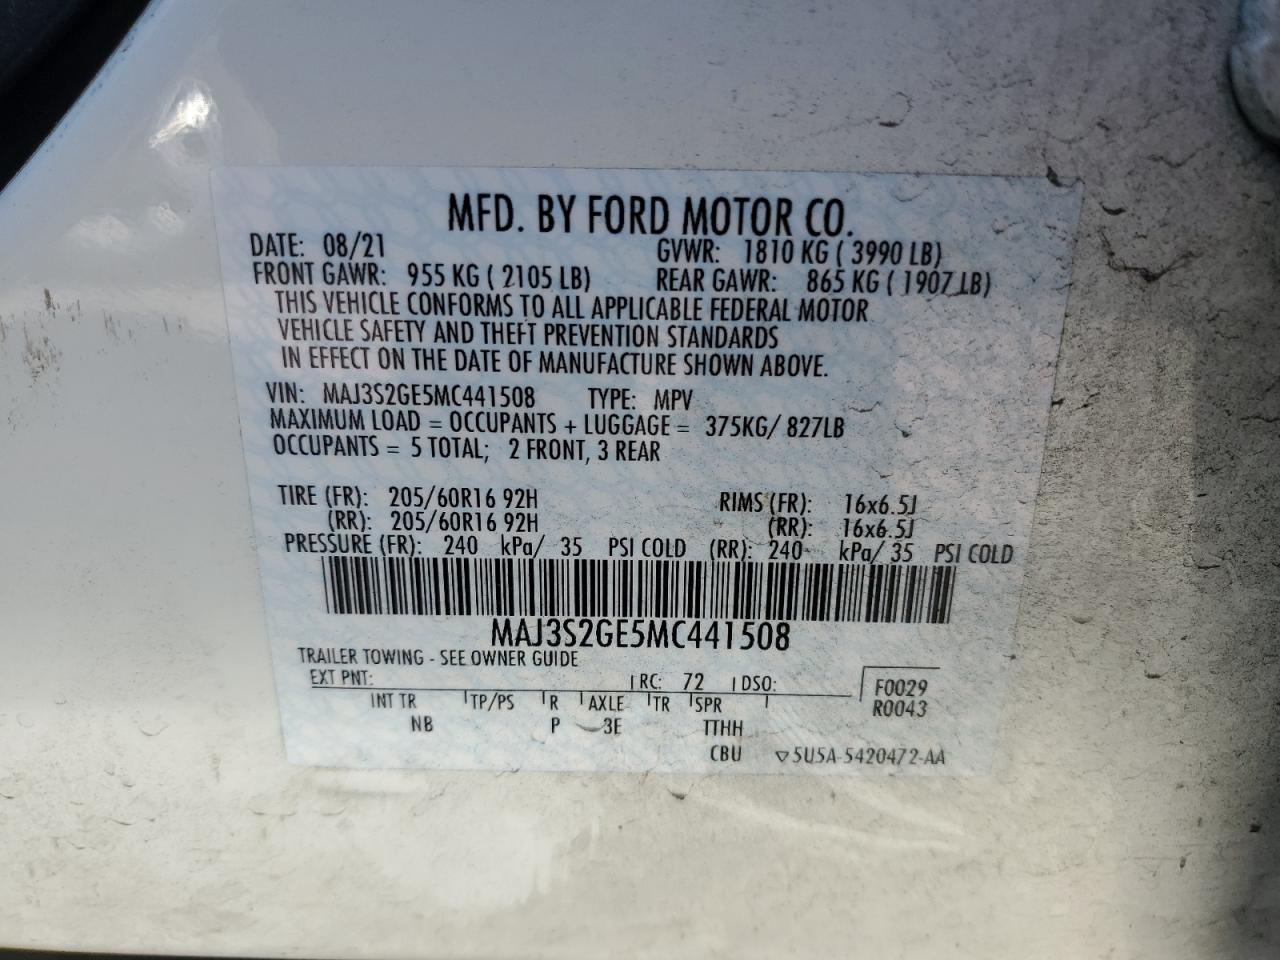 MFD. BY FORD MOTOR CO.
DATE: 08/21 GVWR: 1810 KG ( 3990 LB)
FRONT GAWR: 955 KG ( 2105 LB) REAR GAWR: 865 KG ( 1907 LB)
THIS VEHICLE CONFORMS TO ALL APPLICABLE FEDERAL MOTOR
VEHICLE SAFETY AND THEFT PREVENTION STANDARDS
IN EFFECT ON THE DATE OF MANUFACTURE SHOWN ABOVE.
VIN: MAJ3S2GE5MC441508 TYPE: MPV
MAXIMUM LOAD = OCCUPANTS + LUGGAGE = 375KG/ 827LB
OCCUPANTS = 5 TOTAL; 2 FRONT, 3 REAR
TIRE (FR): 205/60R16 92H RIMS (FR): 16x6.5J
(RR): 205/60R16 92H (RR): 16x6.5J
PRESSURE (FR): 240 kPa/ 35 PSI COLD (RR): 240 kPa/ 35 PSI COLD
MAJ3S2GE5MC441508
TRAILER TOWING - SEE OWNER GUIDE
EXT PNT: RC: 72 DSO: F0029
INT TR TP/PS R AXLE TR SPR R0043
NB P 3E TTHH
CBU ▽5U5A-5420472-AA